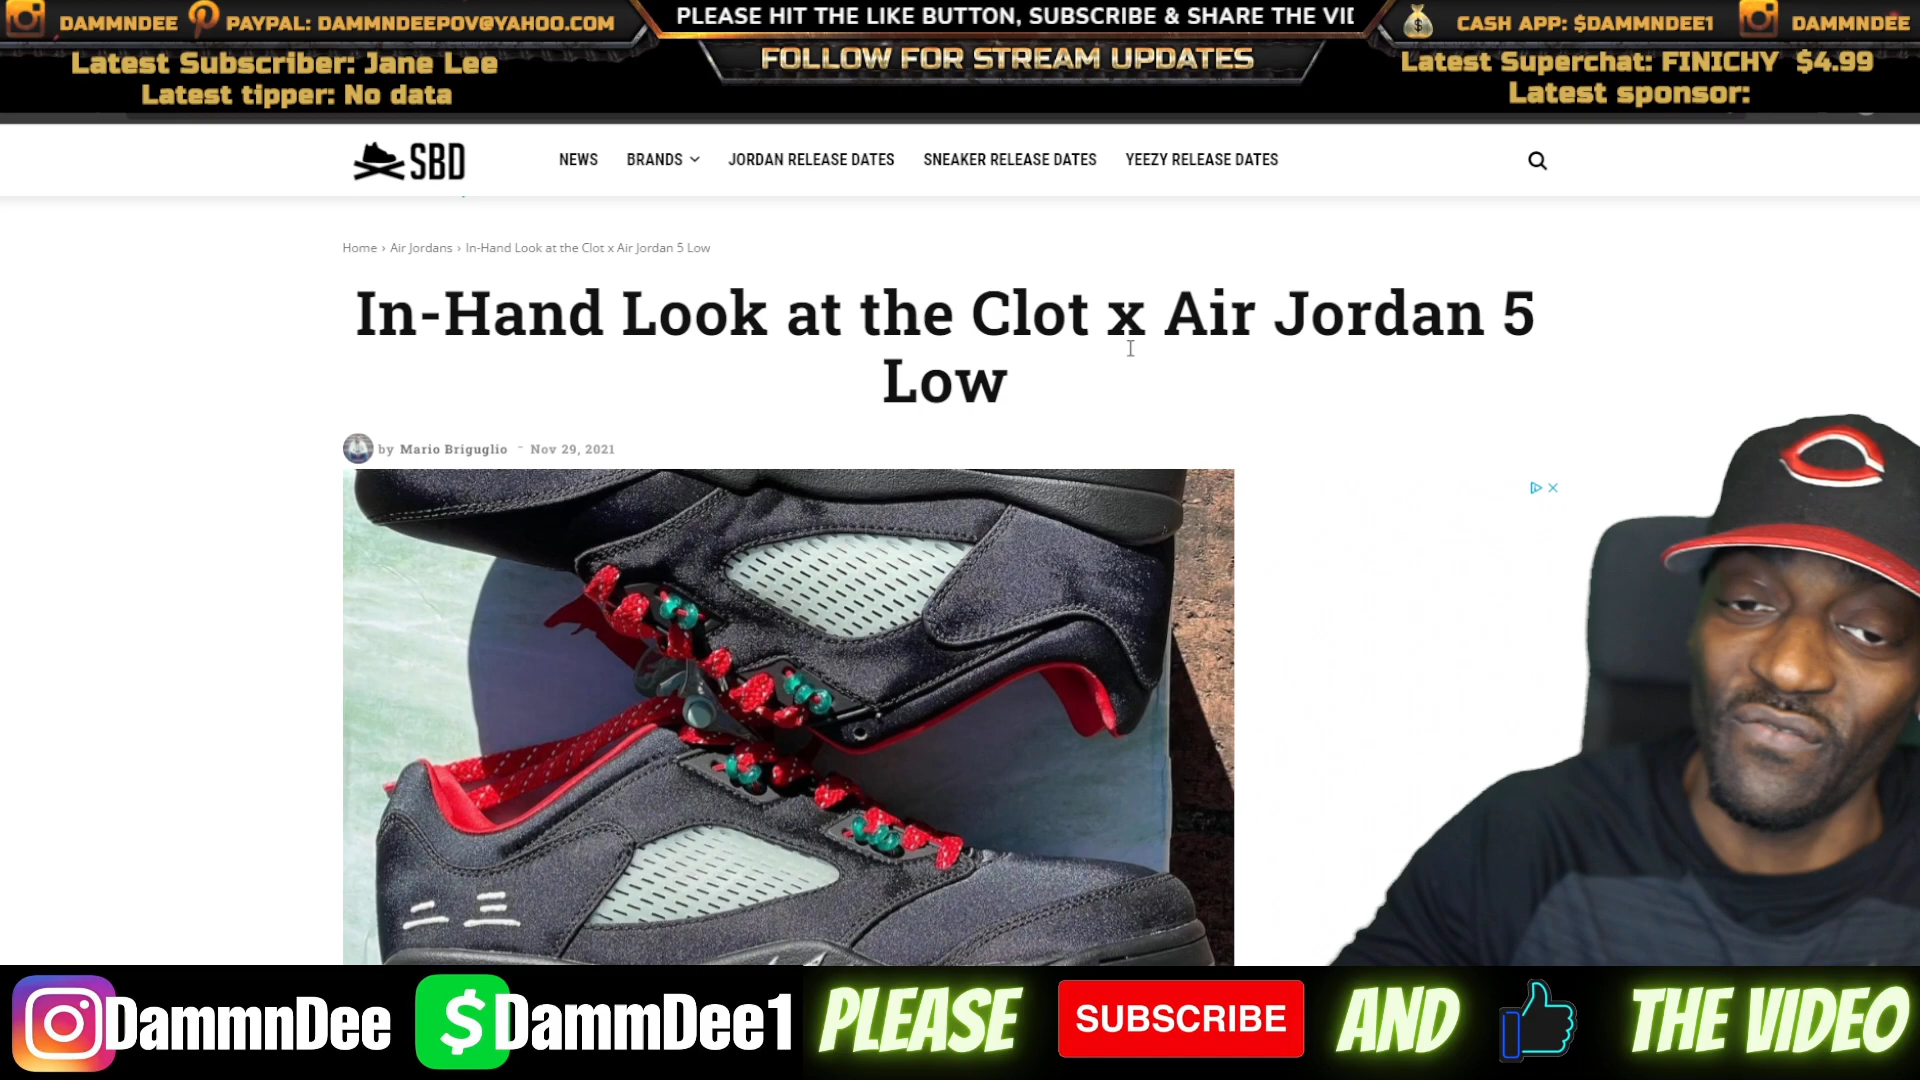 DAMMNDEE
PAYPAL: DAMMNDEEPOV@YAHOO.COM
PLEASE HIT THE LIKE BUTTON, SUBSCRIBE & SHARE THE
CASH APP: $DAMMNDEE1
DAMMNDEE
Latest Subscriber: Jane Lee
Latest tipper: No data
FOLLOW FOR STREAM UPDATES
Latest Superchat: FINICHY $4.99
Latest sponsor:
SBD
NEWS
BRANDS
JORDAN RELEASE DATES
SNEAKER RELEASE DATES
YEEZY RELEASE DATES
Home › Air Jordans › In-Hand Look at the Clot x Air Jordan 5 Low
In-Hand Look at the Clot x Air Jordan 5
Low
by Mario Briguglio - Nov 29, 2021
二 三
DammnDee
$
DammDee1
PLEASE
SUBSCRIBE
AND
THE VIDEO